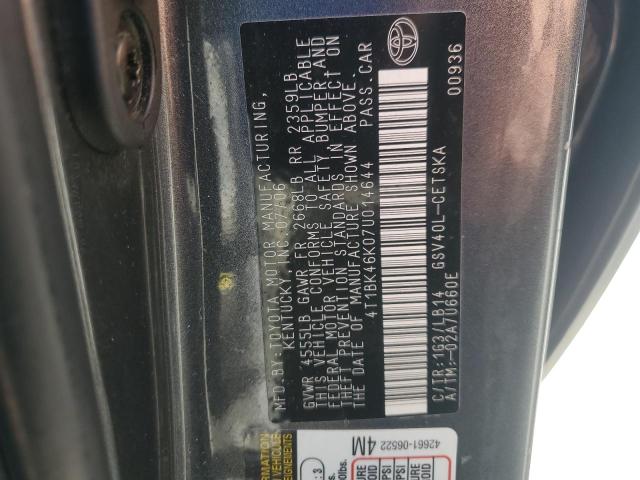 MFD.BY:TOYOTA MOTOR MANUFACTURING,
KENTUCKY,INC.07/06
GVWR 4555LB GAWR FR 2668LB RR 2359LB
THIS VEHICLE CONFORMS TO ALL APPLICABLE
FEDERAL MOTOR VEHICLE SAFETY, BUMPER,AND
THEFT PREVENTION STANDARDS IN EFFECT ON
THE DATE OF MANUFACTURE SHOWN ABOVE
4T1BK46K07U014644 PASS.CAR
C/TR:1G3/LB14 GSV40L-CETSKA
A/TM:-02A/U660E 00936
42661-06522
4M